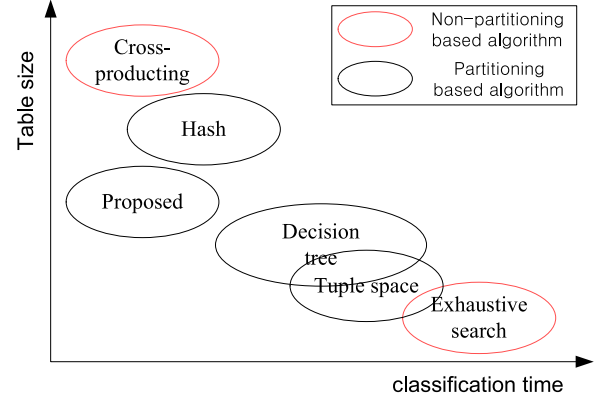 Non-partitioning
based algorithm
Partitioning
based algorithm
Table size
Cross-
producting
Hash
Proposed
Decision
tree
Tuple space
Exhaustive
search
classification time